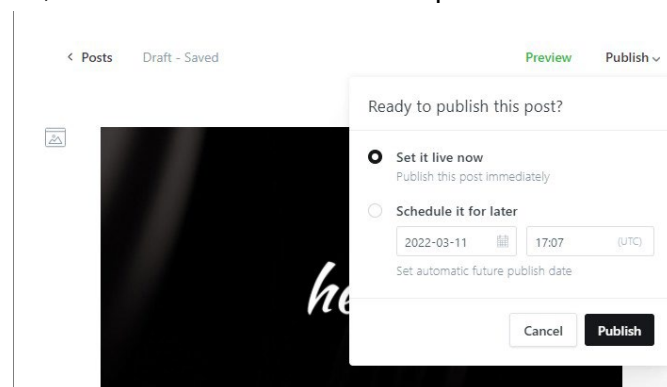 < Posts Draft - Saved Preview Publish
Ready to publish this post?
Set it live now
Publish this post immediately
Schedule it for later
2022-03-11 17:07 (UTC)
Set automatic future publish date
he
Cancel Publish